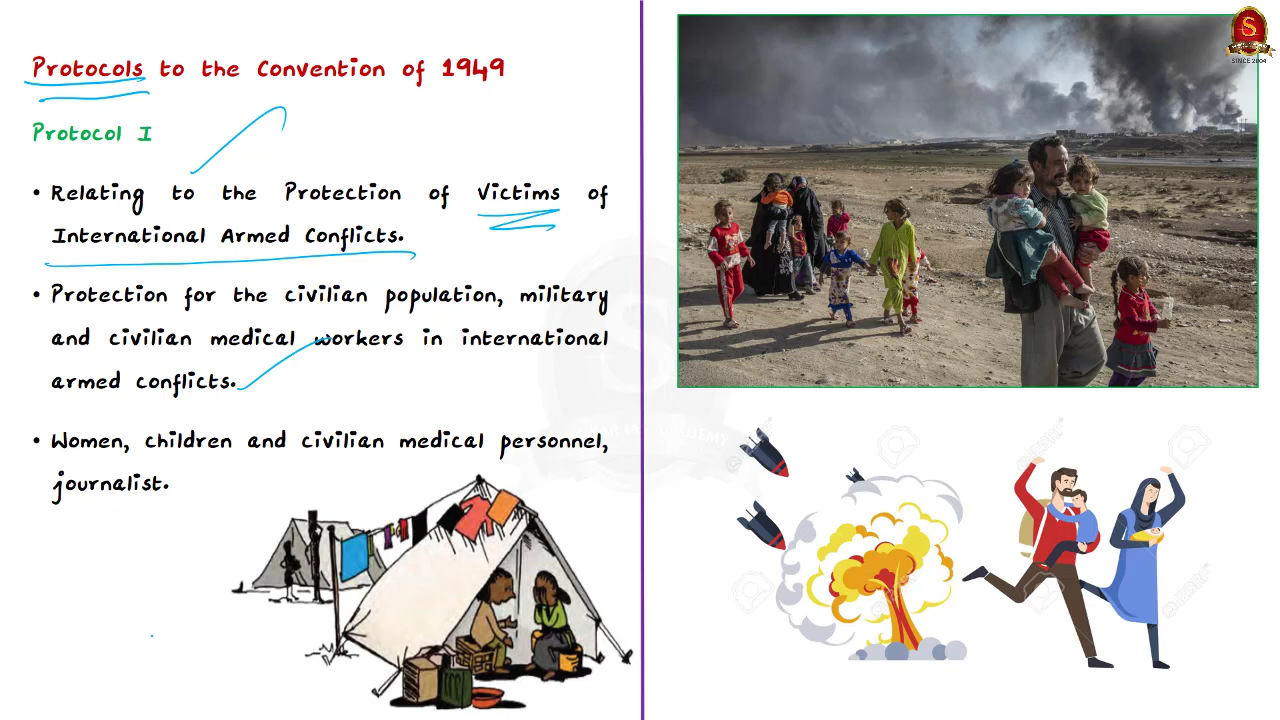 Protocols to the Convention of 1949
Protocol I
• Relating to the Protection of Victims of
International Armed Conflicts.
• Protection for the civilian population, military
and civilian medical workers in international
armed conflicts.
• Women, children and civilian medical personnel,
journalist.
S
SINCE 2004